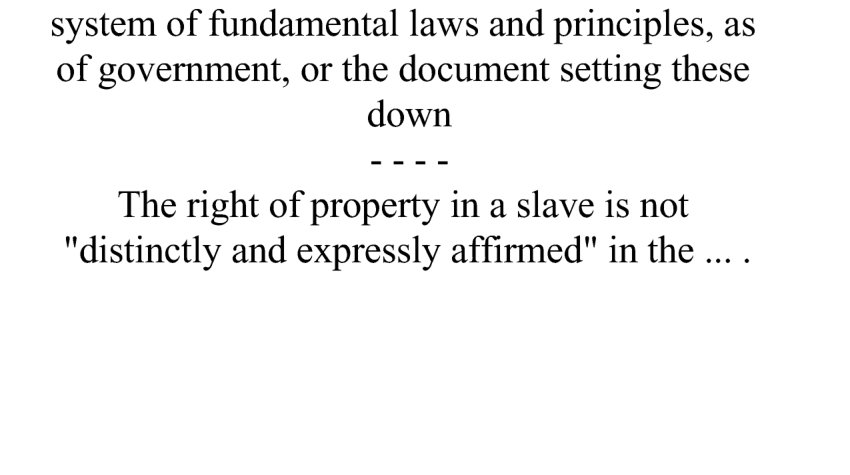 system of fundamental laws and principles, as
of government, or the document setting these
down
- - - -
The right of property in a slave is not
"distinctly and expressly affirmed" in the ... .